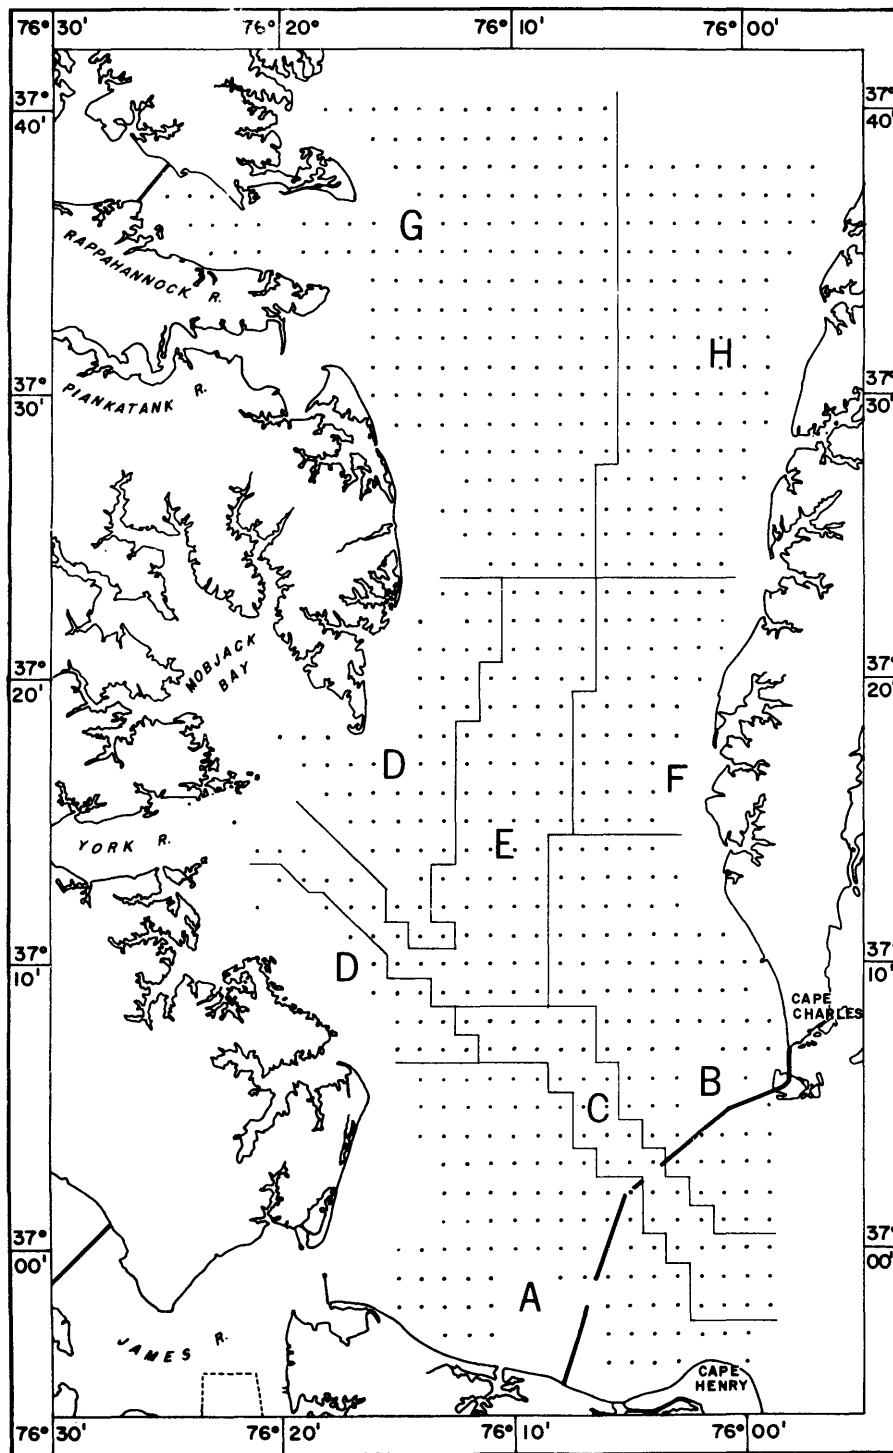 76° 30' 76° 20' 76° 10' 76° 00'
37° 40' 37° 40'
G
RAPPAHANNOCK R.
H
37° 30' 37° 30'
PIANKATANK R.
MOBJACK BAY
37° 20' 37° 20'
D
F
YORK R.
E
D
37° 10' 37° 10'
CAPE CHARLES
B
C
37° 00' 37° 00'
A
JAMES R.
CAPE HENRY
76° 30' 76° 20' 76° 10' 76° 00'